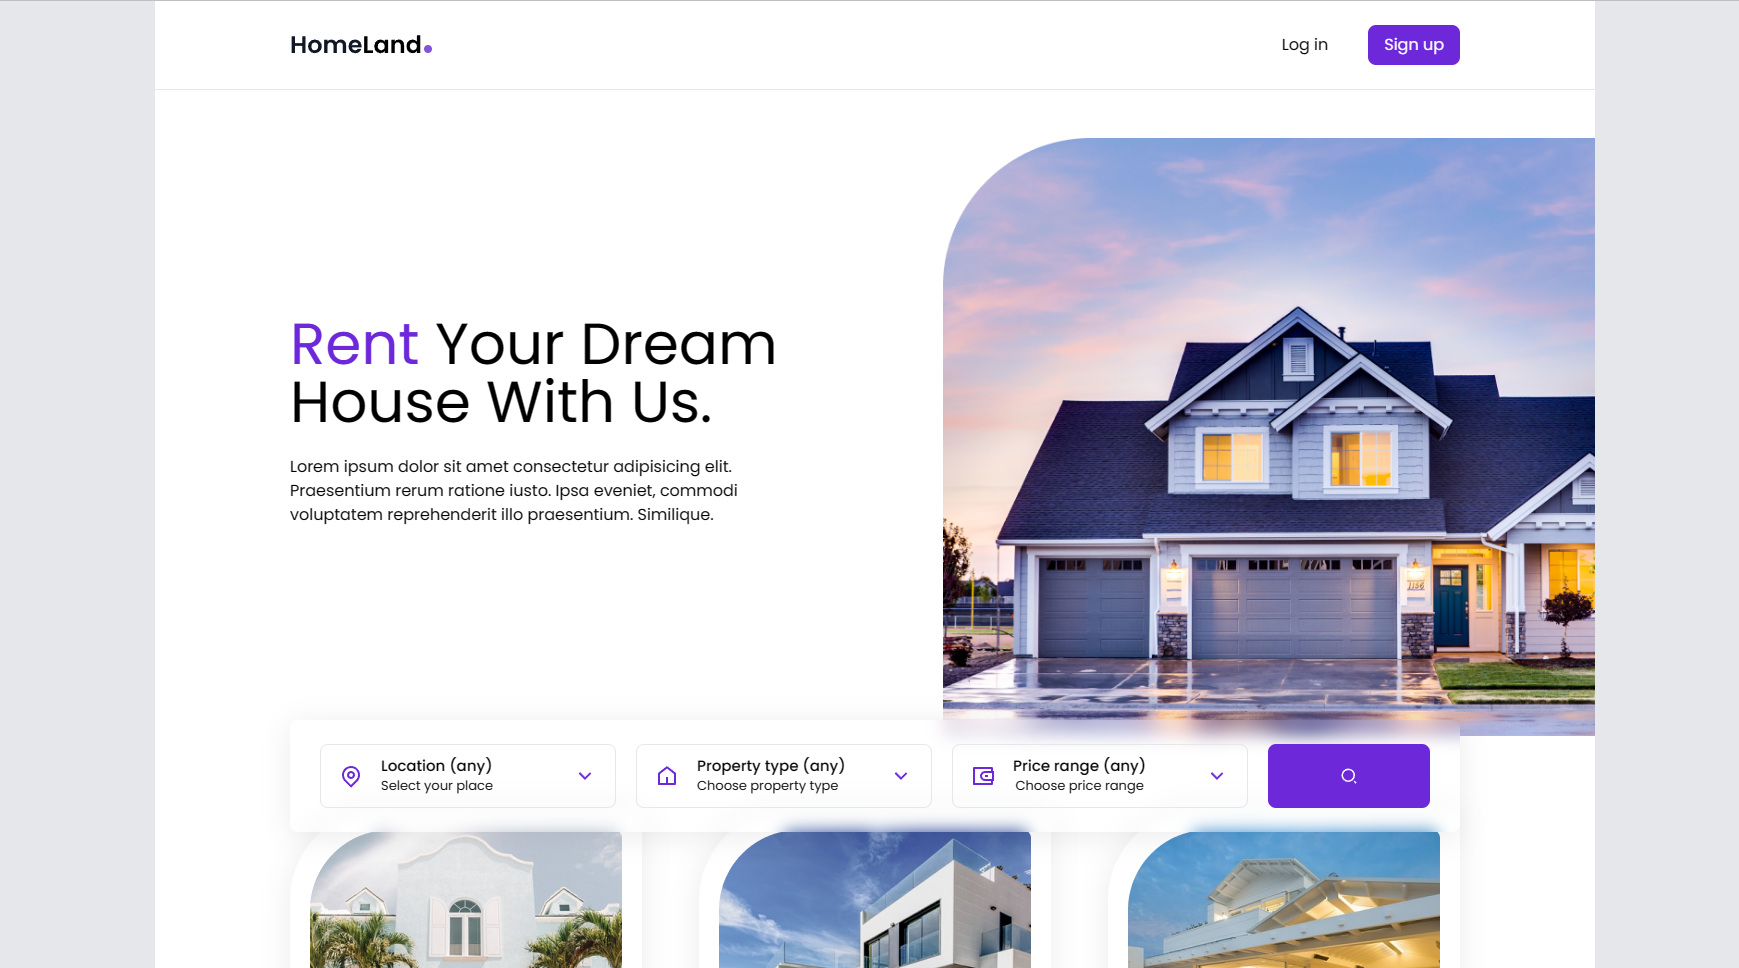 HomeLand
Log in
Sign up
Rent Your Dream
House With Us.
Lorem ipsum dolor sit amet consectetur adipisicing elit.
Praesentium rerum ratione iusto. Ipsa eveniet, commodi
voluptatem reprehenderit illo praesentium. Similique.
1156
Location (any)
Select your place
Property type (any)
Choose property type
Price range (any)
Choose price range